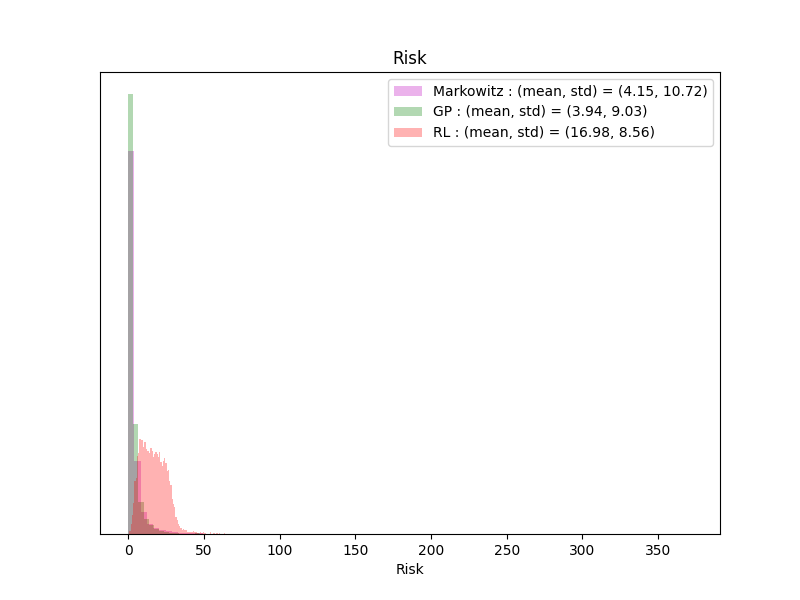 Risk
Markowitz : (mean, std) = (4.15, 10.72)
GP : (mean, std) = (3.94, 9.03)
RL : (mean, std) = (16.98, 8.56)
0 50 100 150 200 250 300 350
Risk